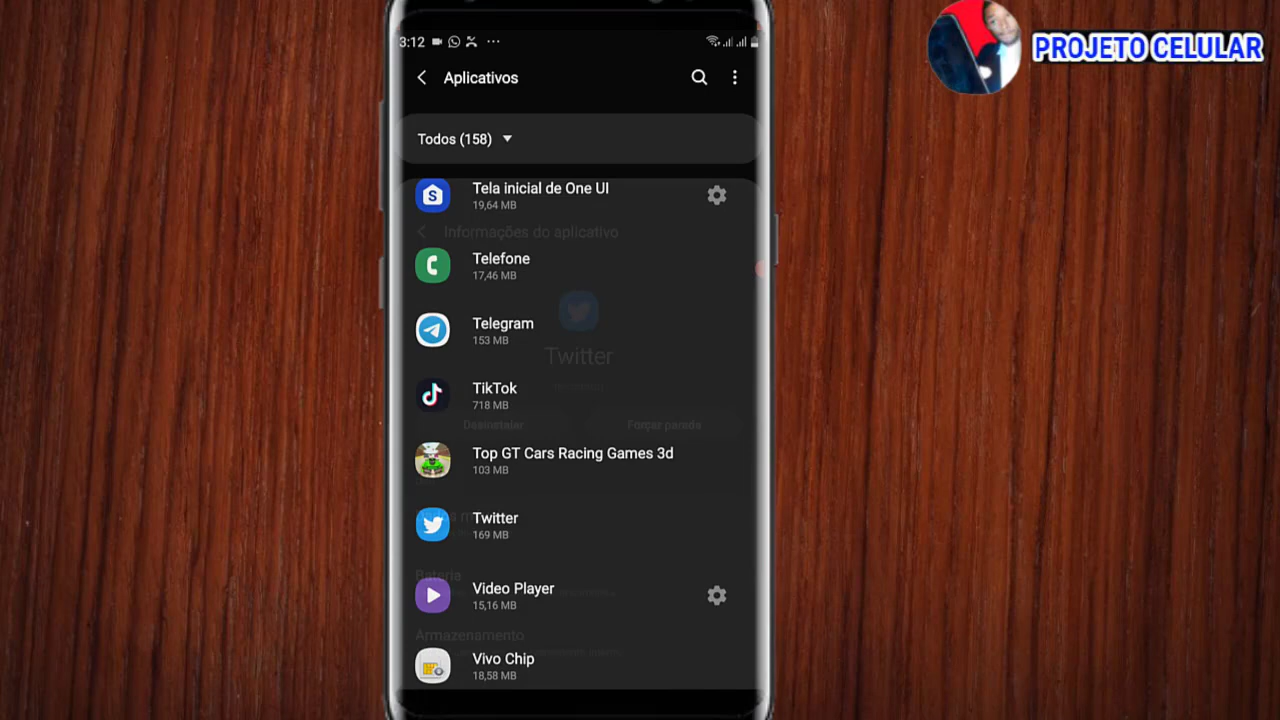 PROJETO CELULAR
3:12
Aplicativos
Todos (158)
Tela inicial de One UI
19,64 MB
Informações do aplicativo
Telefone
17,46 MB
Telegram
153 MB
Twitter
TikTok
718 MB
Desinstalar
Forçar parada
Top GT Cars Racing Games 3d
103 MB
Twitter
169 MB
Bateria
Video Player
15,16 MB
Armazenamento
Vivo Chip
18,58 MB